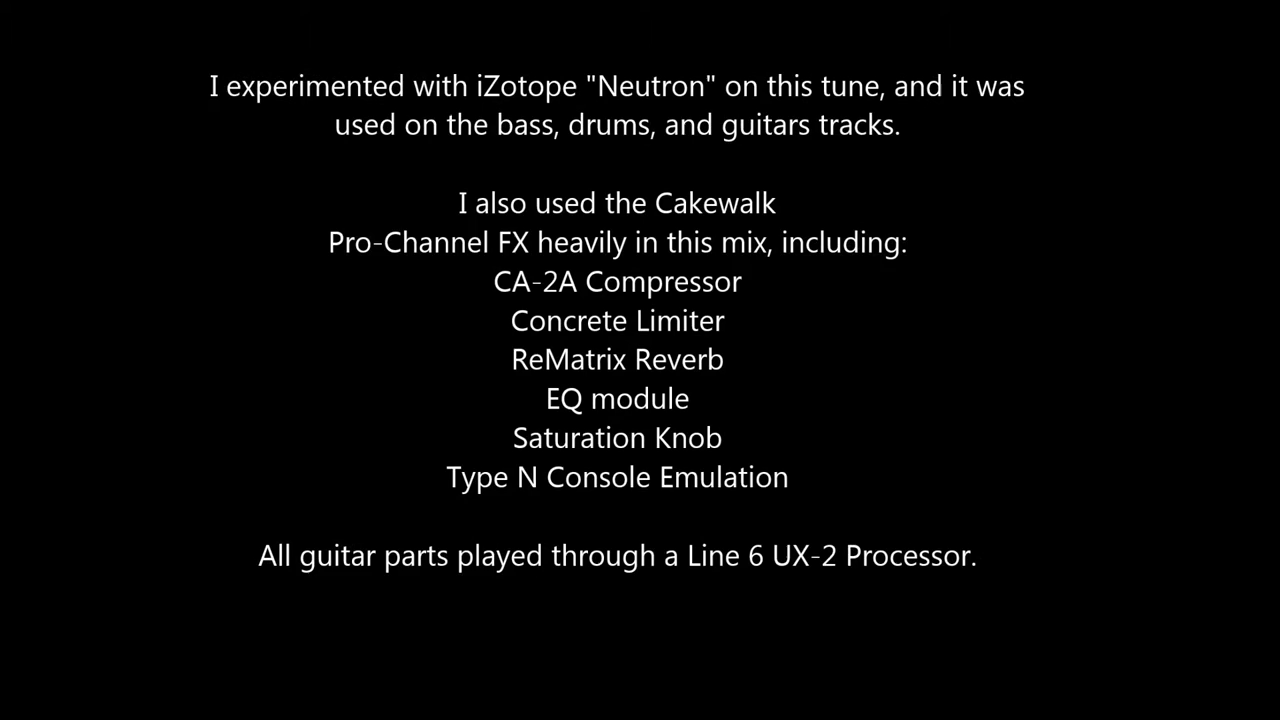 I experimented with iZotope "Neutron" on this tune, and it was
used on the bass, drums, and guitars tracks.
I also used the Cakewalk
Pro-Channel FX heavily in this mix, including:
CA-2A Compressor
Concrete Limiter
ReMatrix Reverb
EQ module
Saturation Knob
Type N Console Emulation
All guitar parts played through a Line 6 UX-2 Processor.